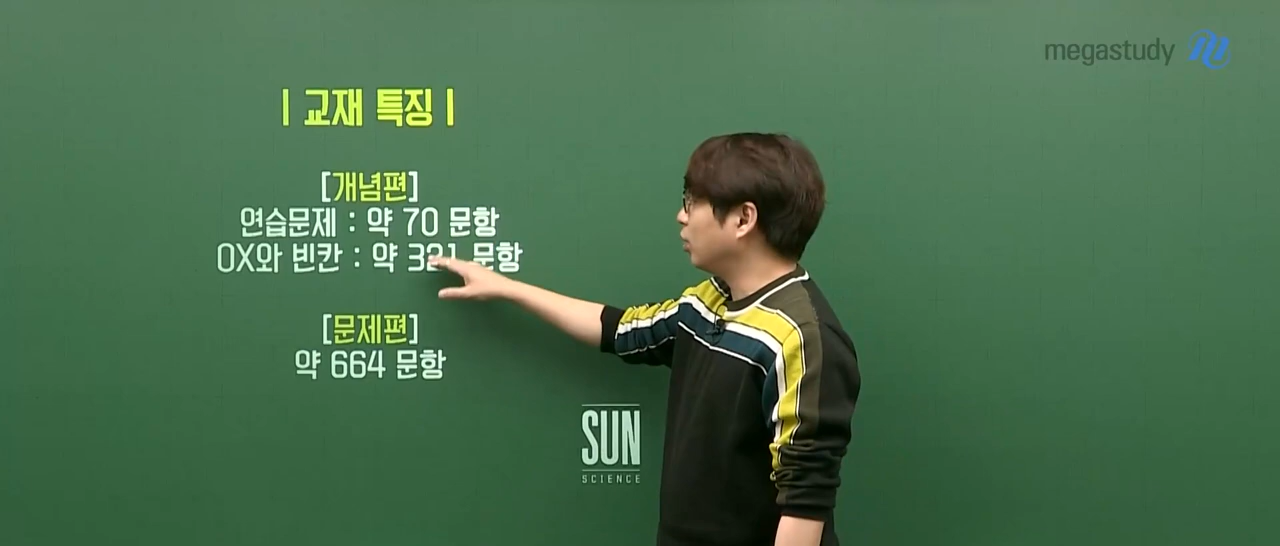 megastudy
| 교재 특징 |
[개념편]
연습문제 : 약 70 문항
OX와 빈칸 : 약 321 문항
[문제편]
약 664 문항
SUN
SCIENCE